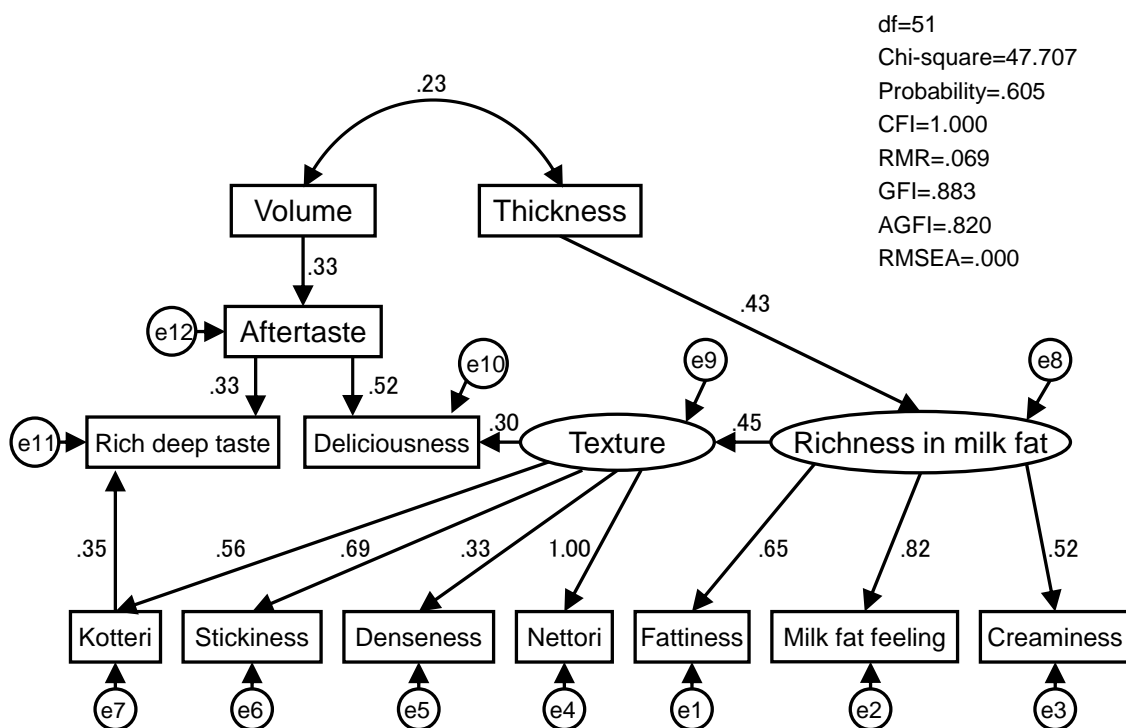 df=51
Chi-square=47.707
Probability=.605
CFI=1.000
RMR=.069
GFI=.883
AGFI=.820
RMSEA=.000
.23
Volume
Thickness
.33
.43
e12
Aftertaste
e10
e9
e8
.33
.52
e11
Rich deep taste
Deliciousness
.30
Texture
.45
Richness in milk fat
.35
.56
.69
.33
1.00
.65
.82
.52
Kotteri
Stickiness
Denseness
Nettori
Fattiness
Milk fat feeling
Creaminess
e7
e6
e5
e4
e1
e2
e3